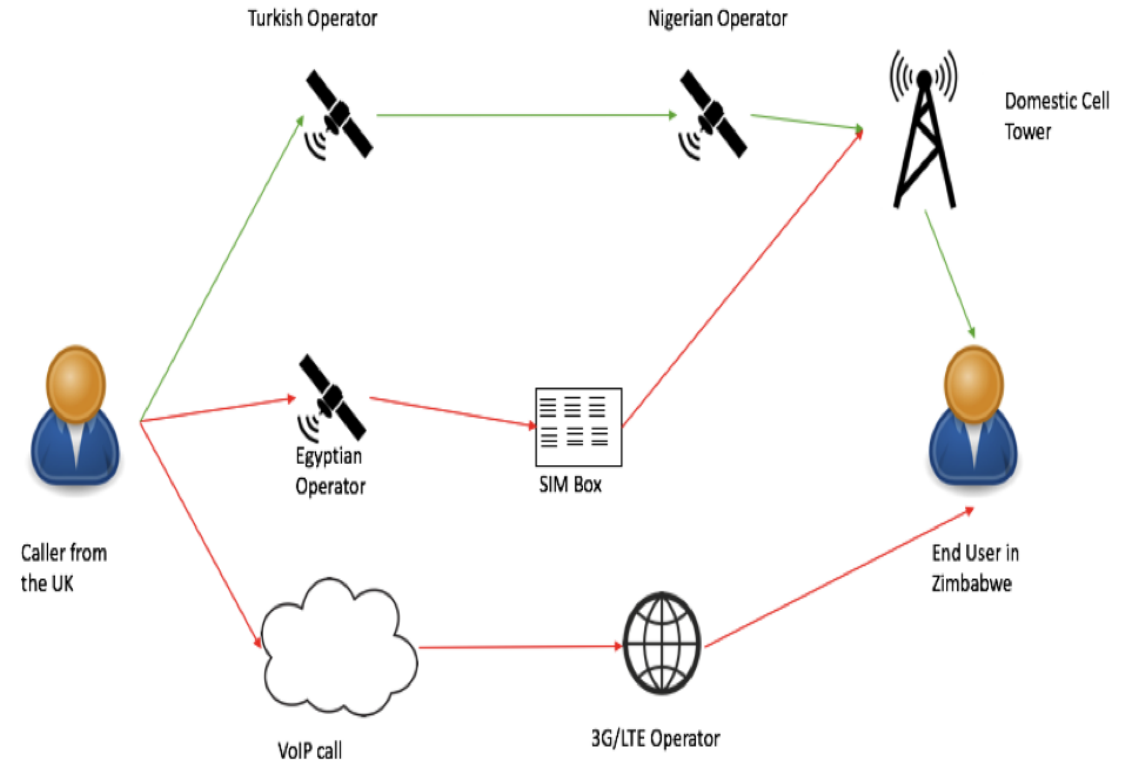 Turkish Operator
Nigerian Operator
Domestic Cell
Tower
Egyptian
Operator
SIM Box
Caller from
the UK
End User in
Zimbabwe
VoIP call
3G/LTE Operator